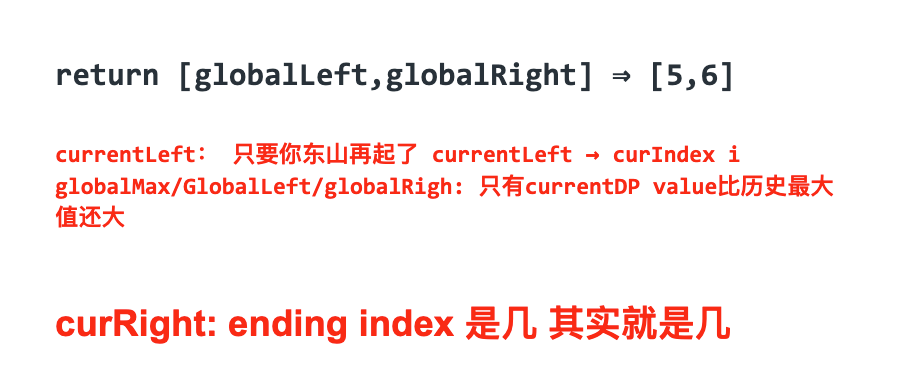 return [globalLeft,globalRight] ⇒ [5,6]
currentLeft: 只要你东山再起了 currentLeft → curIndex i
globalMax/GlobalLeft/globalRigh: 只有currentDP value比历史最大
值还大
curRight: ending index 是几 其实就是几